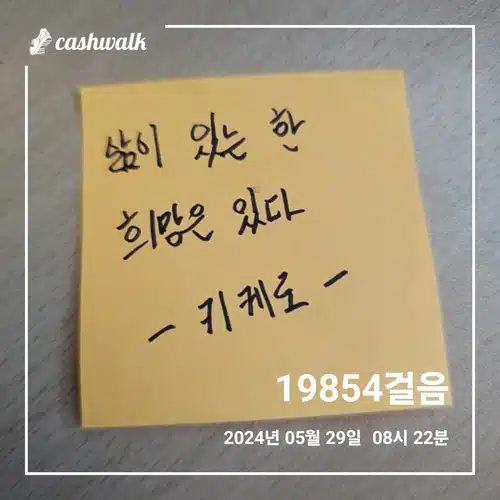 cashwalk
삶이 있는 한
희망은 있다
- 키케로 -
19854걸음
2024년 05월 29일 08시 22분